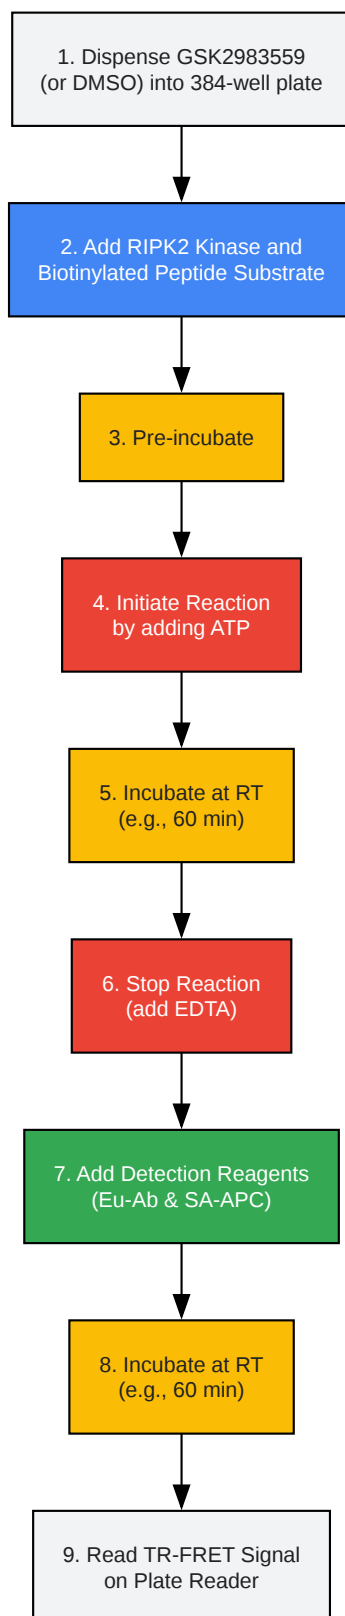 1. Dispense GSK2983559
(or DMSO) into 384-well plate
2. Add RIPK2 Kinase and
Biotinylated Peptide Substrate
3. Pre-incubate
4. Initiate Reaction
by adding ATP
5. Incubate at RT
(e.g., 60 min)
6. Stop Reaction
(add EDTA)
7. Add Detection Reagents
(Eu-Ab & SA-APC)
8. Incubate at RT
(e.g., 60 min)
9. Read TR-FRET Signal
on Plate Reader